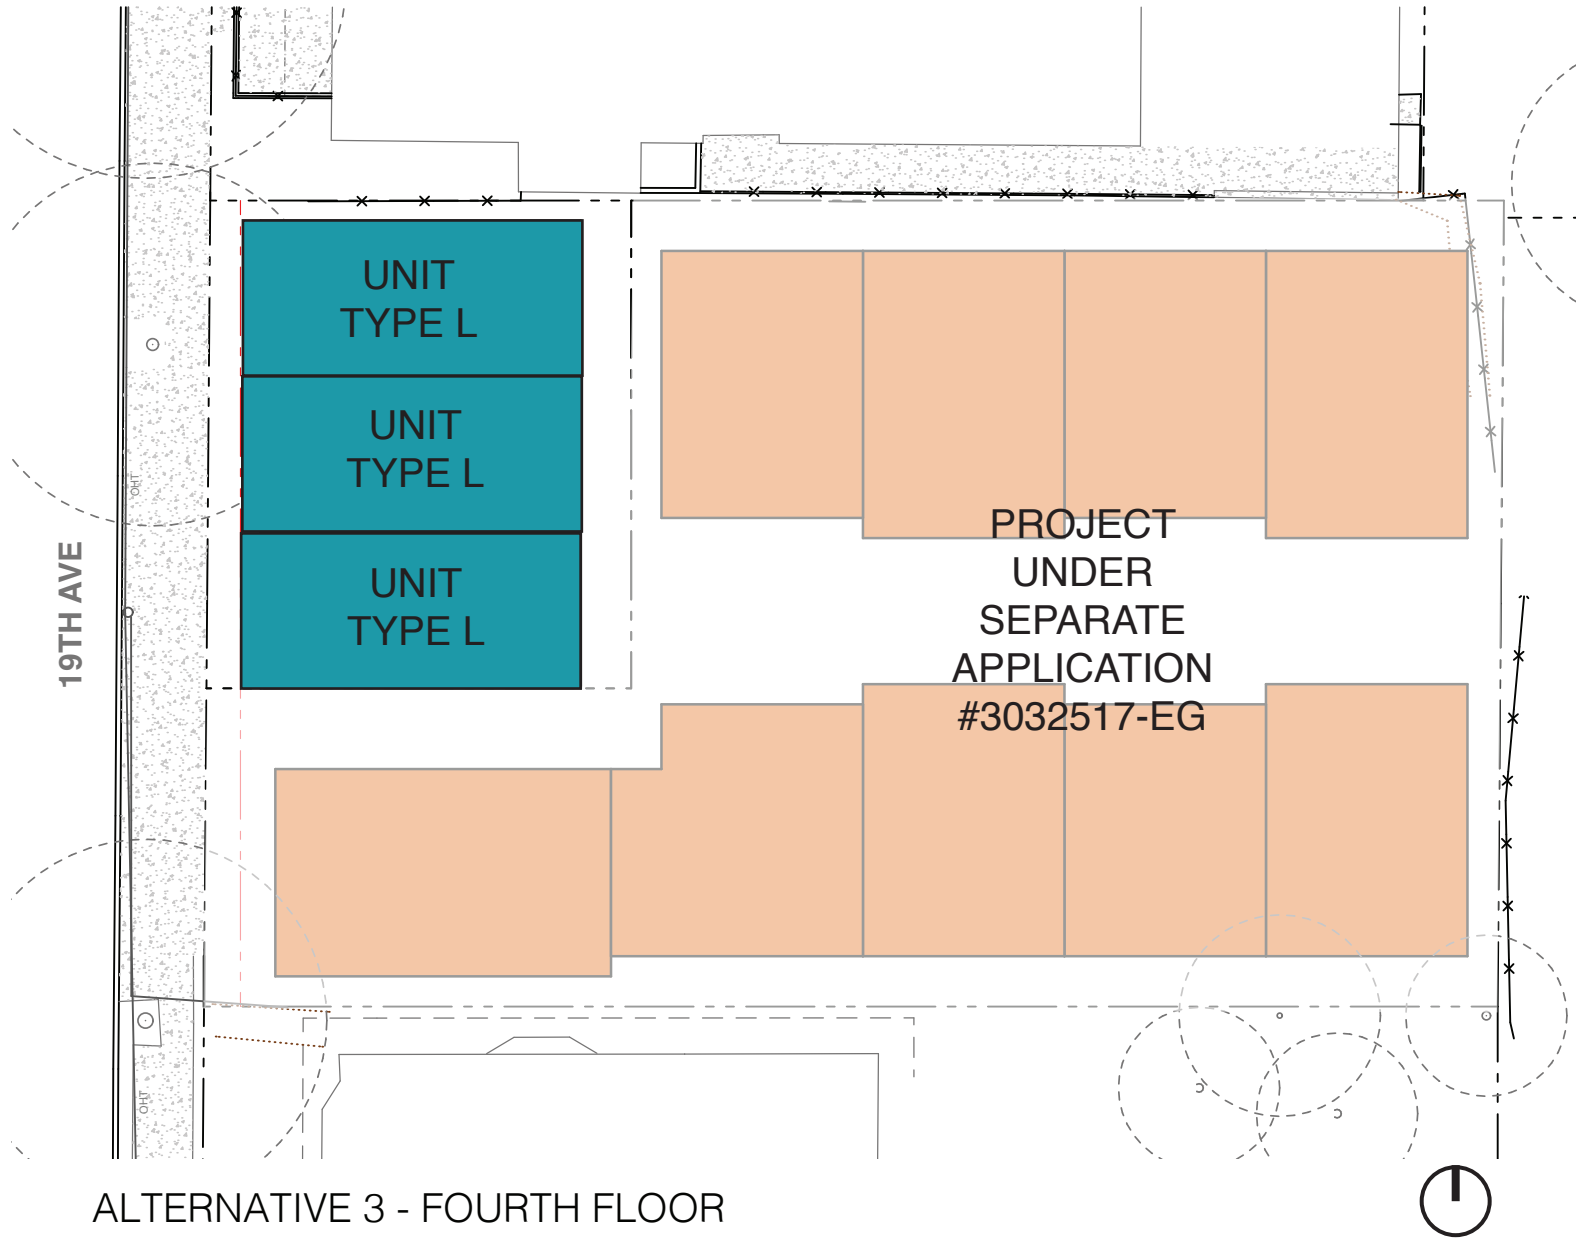 UNIT
TYPE L
UNIT
TYPE L
OHT
PROJECT
UNDER
SEPARATE
APPLICATION
#3032517-EG
19TH AVE
UNIT
TYPE L
OHT
ALTERNATIVE 3 - FOURTH FLOOR